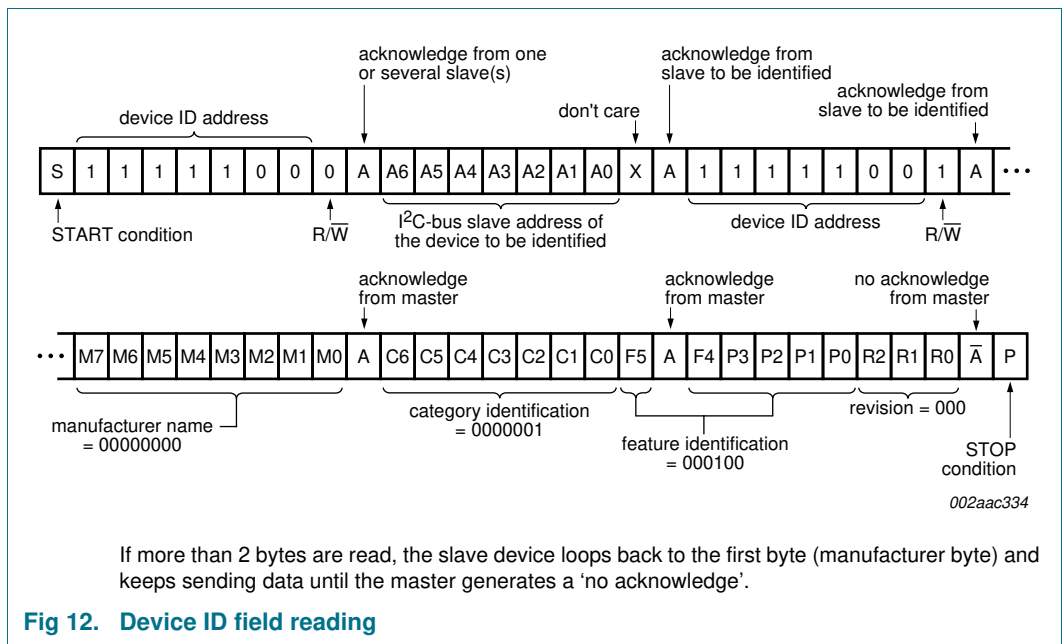 acknowledge from one
or several slave(s)
acknowledge from
slave to be identified
acknowledge from
slave to be identified
device ID address
don't care
S 1 1 1 1 1 0 0 0 A A6 A5 A4 A3 A2 A1 A0 X A 1 1 1 1 1 0 0 1 A •••
START condition
R/W̅
I²C-bus slave address of
the device to be identified
device ID address
R/W̅
acknowledge
from master
acknowledge
from master
no acknowledge
from master
••• M7 M6 M5 M4 M3 M2 M1 M0 A C6 C5 C4 C3 C2 C1 C0 F5 A F4 P3 P2 P1 P0 R2 R1 R0 A̅ P
manufacturer name
= 00000000
category identification
= 0000001
feature identification
= 000100
revision = 000
STOP
condition
002aac334
If more than 2 bytes are read, the slave device loops back to the first byte (manufacturer byte) and
keeps sending data until the master generates a ‘no acknowledge’.
Fig 12. Device ID field reading